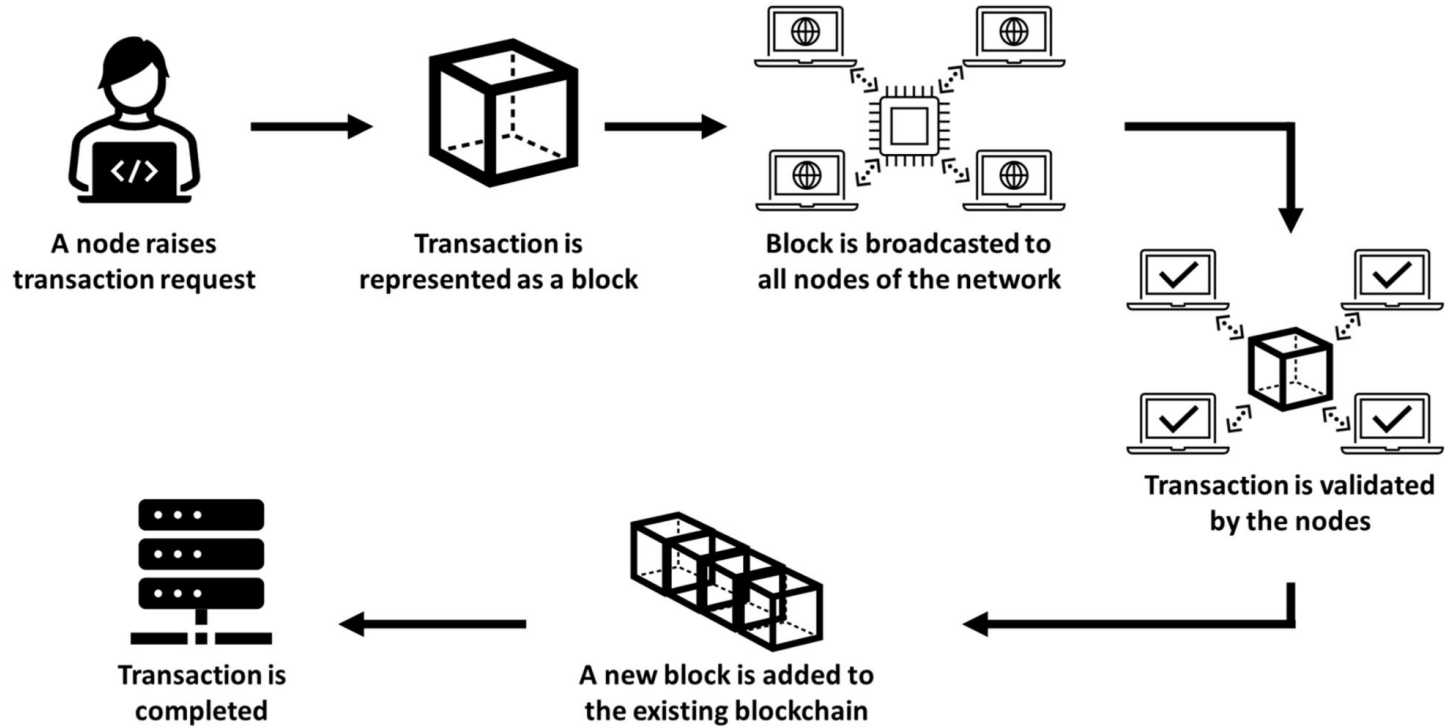 </>
A node raises
transaction request
Transaction is
represented as a block
Block is broadcasted to
all nodes of the network
Transaction is validated
by the nodes
A new block is added to
the existing blockchain
Transaction is
completed